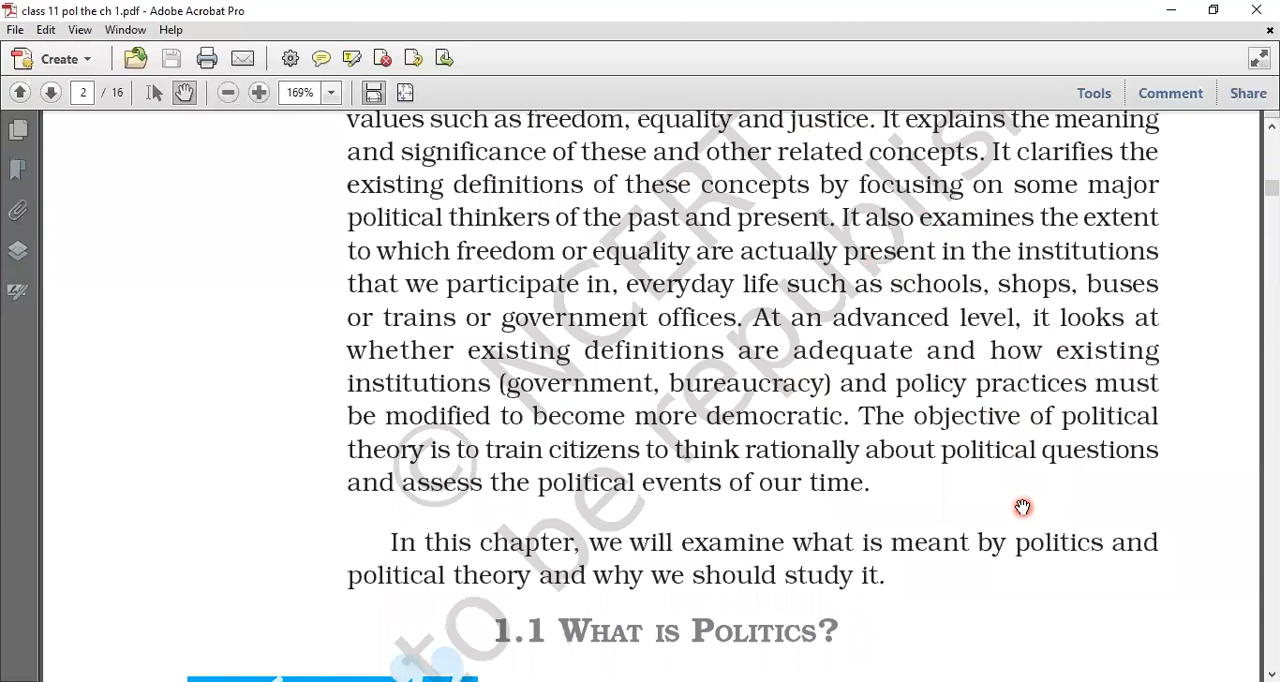 class 11 pol the ch 1.pdf - Adobe Acrobat Pro
File Edit View Window Help
Create
2 / 16 169% Tools Comment Share
values such as freedom, equality and justice. It explains the meaning
and significance of these and other related concepts. It clarifies the
existing definitions of these concepts by focusing on some major
political thinkers of the past and present. It also examines the extent
to which freedom or equality are actually present in the institutions
that we participate in, everyday life such as schools, shops, buses
or trains or government offices. At an advanced level, it looks at
whether existing definitions are adequate and how existing
institutions (government, bureaucracy) and policy practices must
be modified to become more democratic. The objective of political
theory is to train citizens to think rationally about political questions
and assess the political events of our time.
In this chapter, we will examine what is meant by politics and
political theory and why we should study it.
1.1 WHAT IS POLITICS?
© NCERT
to be republis